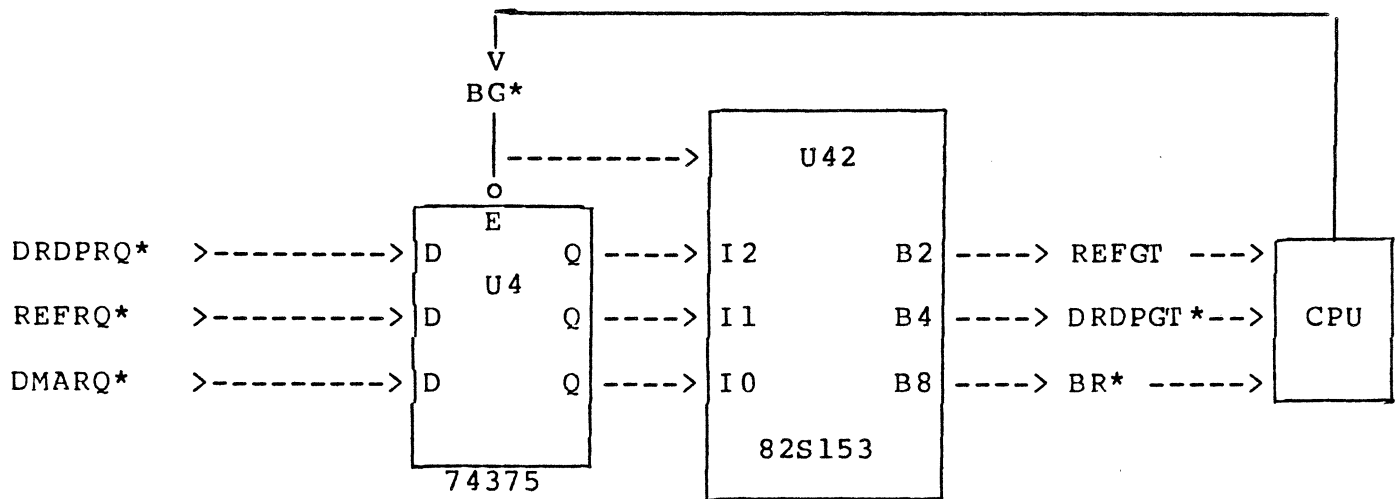 V
BG*
U42
o
E
DRDPRQ* >---------> D Q ----> I2 B2 ----> REFGT --->
U4
REFRQ* >---------> D Q ----> I1 B4 ----> DRDPGT*--> CPU
DMARQ* >---------> D Q ----> I0 B8 ----> BR* ----->
82S153
74375